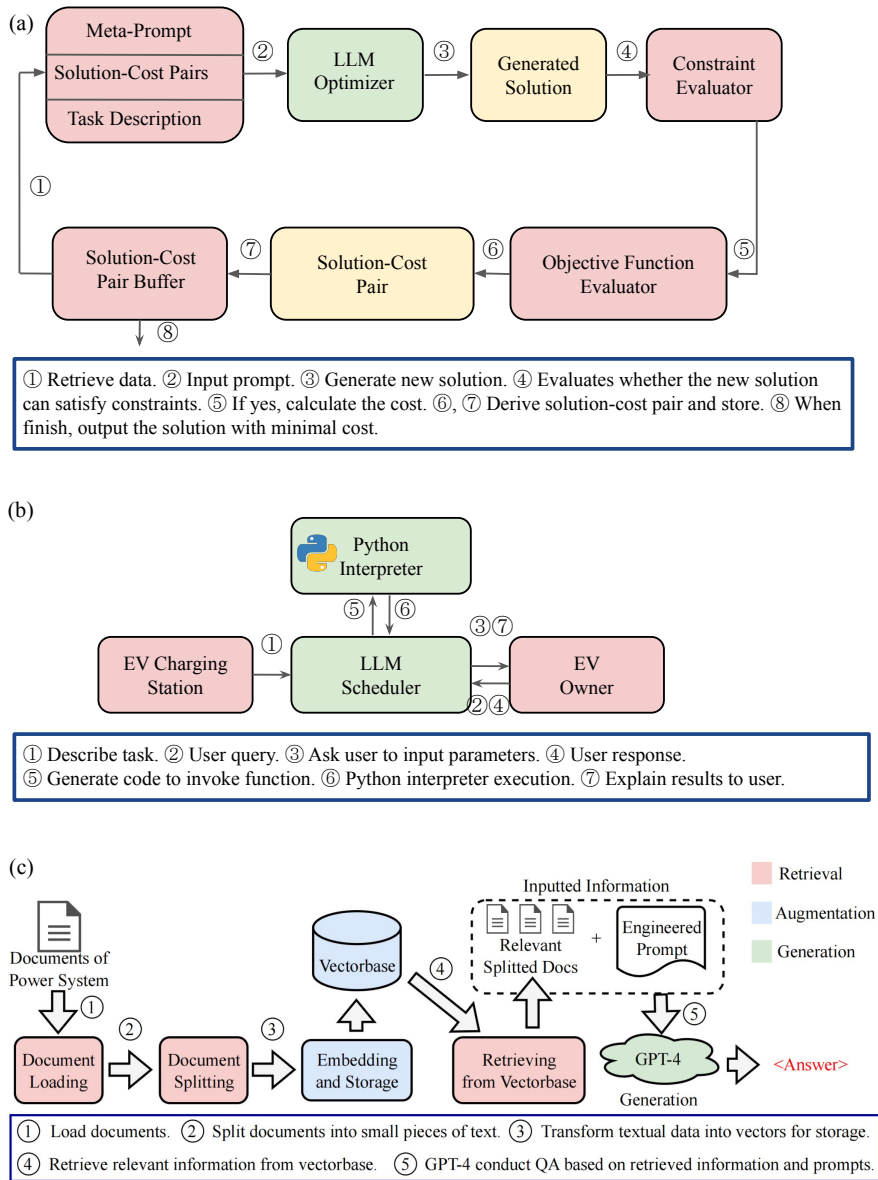 (a)
Meta-Prompt
Solution-Cost Pairs
Task Description
②
LLM
Optimizer
③
Generated
Solution
④
Constraint
Evaluator
①
Solution-Cost
Pair Buffer
⑦
Solution-Cost
Pair
⑥
Objective Function
Evaluator
⑤
⑧
① Retrieve data. ② Input prompt. ③ Generate new solution. ④ Evaluates whether the new solution
can satisfy constraints. ⑤ If yes, calculate the cost. ⑥, ⑦ Derive solution-cost pair and store. ⑧ When
finish, output the solution with minimal cost.
(b)
Python
Interpreter
⑤
⑥
③⑦
EV Charging
Station
①
LLM
Scheduler
②④
EV
Owner
① Describe task. ② User query. ③ Ask user to input parameters. ④ User response.
⑤ Generate code to invoke function. ⑥ Python interpreter execution. ⑦ Explain results to user.
(c)
Retrieval
Augmentation
Generation
Documents of
Power System
①
Document
Loading
②
Document
Splitting
③
Embedding
and Storage
Vectorbase
④
Retrieving
from Vectorbase
Inputted Information
Relevant
Splitted Docs
+
Engineered
Prompt
⑤
GPT-4
Generation
<Answer>
① Load documents. ② Split documents into small pieces of text. ③ Transform textual data into vectors for storage.
④ Retrieve relevant information from vectorbase. ⑤ GPT-4 conduct QA based on retrieved information and prompts.